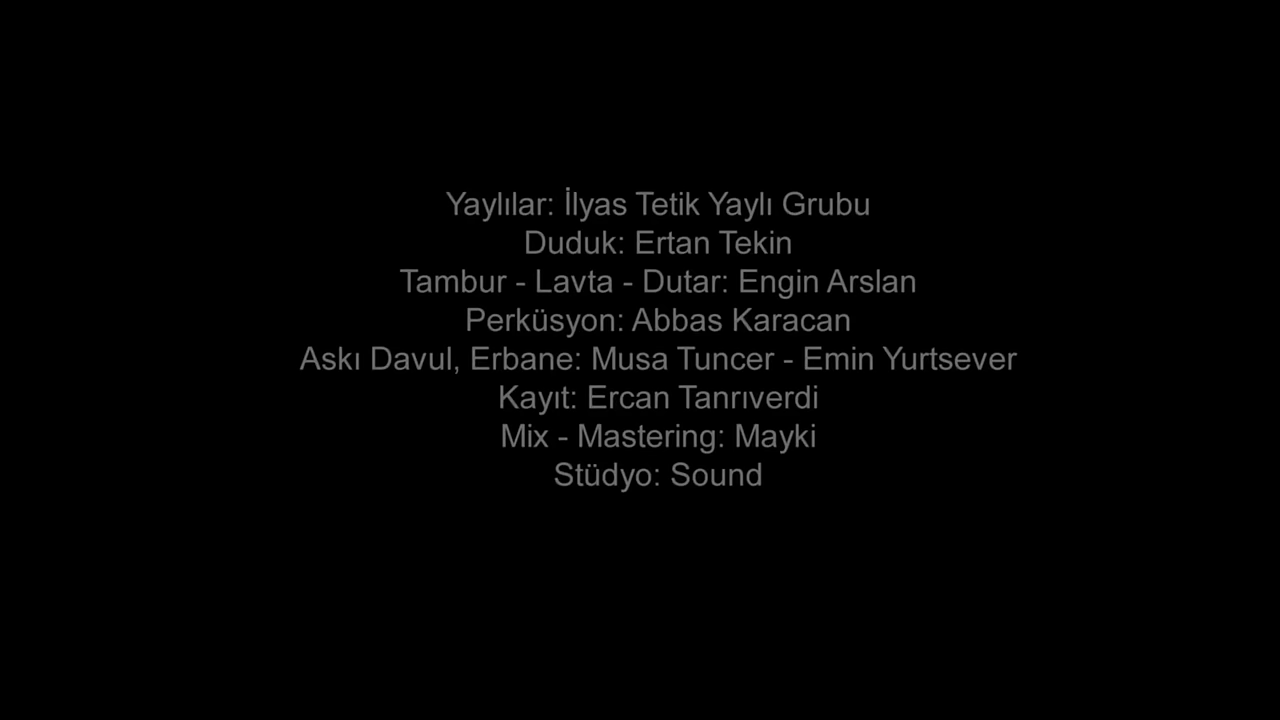 Yaylılar: İlyas Tetik Yaylı Grubu
Duduk: Ertan Tekin
Tambur - Lavta - Dutar: Engin Arslan
Perküsyon: Abbas Karacan
Askı Davul, Erbane: Musa Tuncer - Emin Yurtsever
Kayıt: Ercan Tanrıverdi
Mix - Mastering: Mayki
Stüdyo: Sound